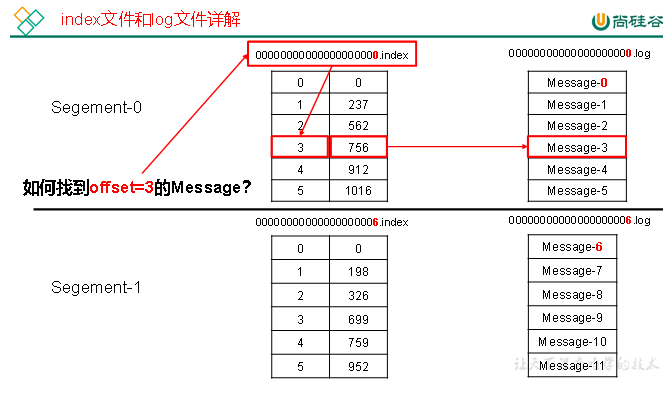 index文件和log文件详解
尚硅谷
00000000000000000000.index
00000000000000000000.log
Segement-0
0 0
1 237
2 562
3 756
4 912
5 1016
Message-0
Message-1
Message-2
Message-3
Message-4
Message-5
如何找到offset=3的Message?
00000000000000000006.index
00000000000000000006.log
Segement-1
0 0
1 198
2 326
3 699
4 759
5 952
Message-6
Message-7
Message-8
Message-9
Message-10
Message-11
学的技术